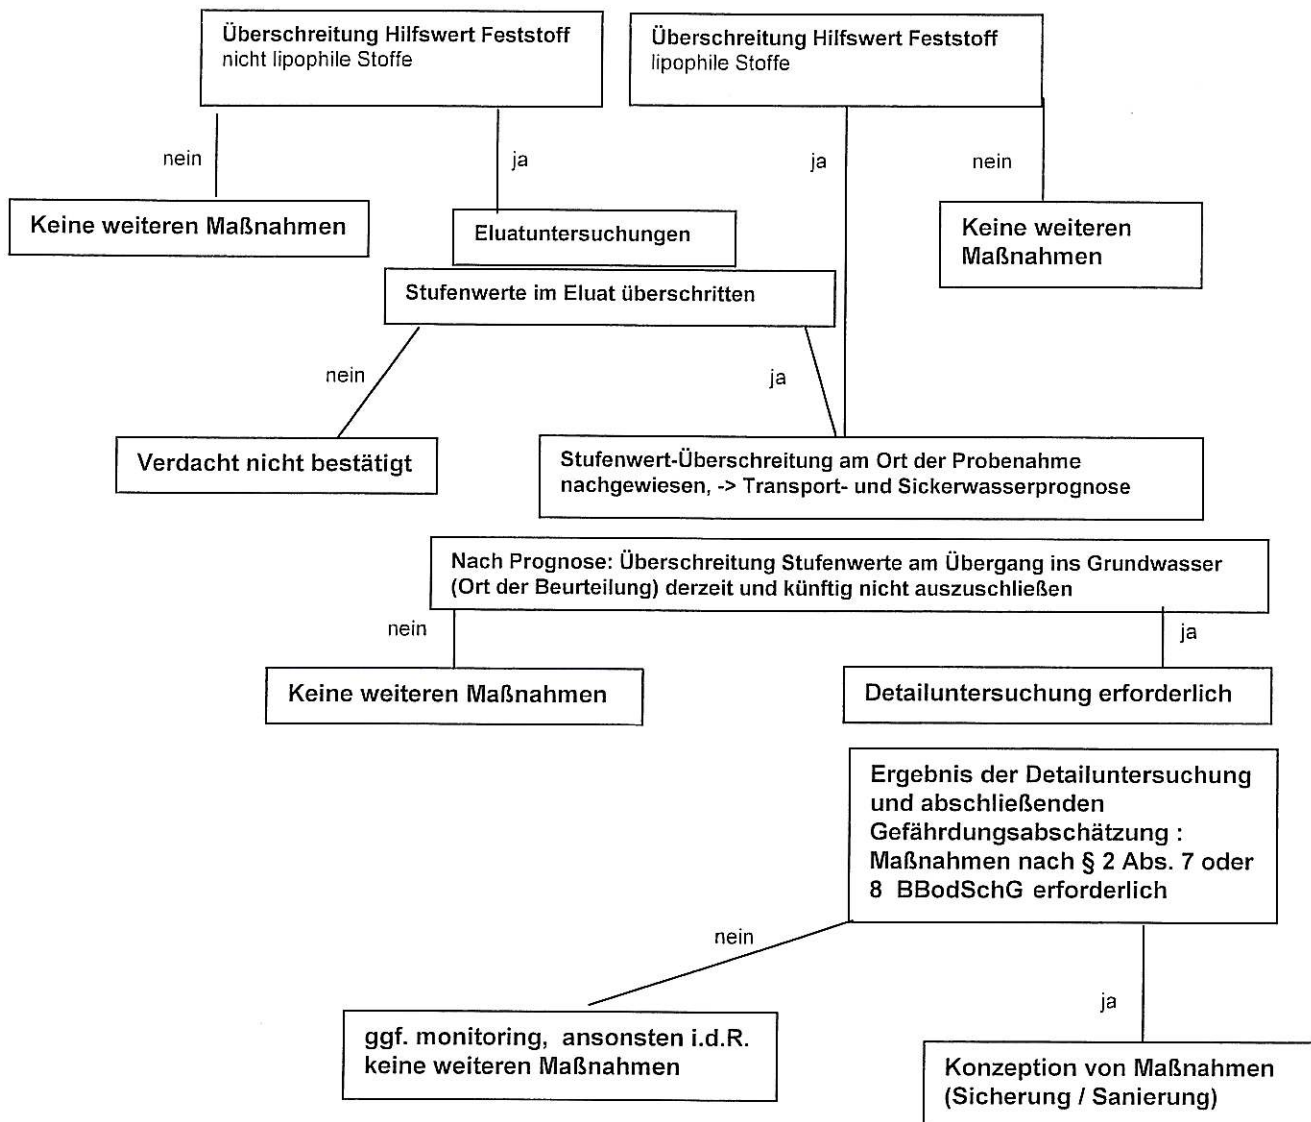 Überschreitung Hilfswert Feststoff
nicht lipophile Stoffe
Überschreitung Hilfswert Feststoff
lipophile Stoffe
nein
ja
ja
nein
Keine weiteren Maßnahmen
Eluatuntersuchungen
Keine weiteren
Maßnahmen
Stufenwerte im Eluat überschritten
nein
ja
Verdacht nicht bestätigt
Stufenwert-Überschreitung am Ort der Probenahme
nachgewiesen, -> Transport- und Sickerwasserprognose
Nach Prognose: Überschreitung Stufenwerte am Übergang ins Grundwasser
(Ort der Beurteilung) derzeit und künftig nicht auszuschließen
nein
ja
Keine weiteren Maßnahmen
Detailuntersuchung erforderlich
Ergebnis der Detailuntersuchung
und abschließenden
Gefährdungsabschätzung :
Maßnahmen nach § 2 Abs. 7 oder
8 BBodSchG erforderlich
nein
ja
ggf. monitoring, ansonsten i.d.R.
keine weiteren Maßnahmen
Konzeption von Maßnahmen
(Sicherung / Sanierung)